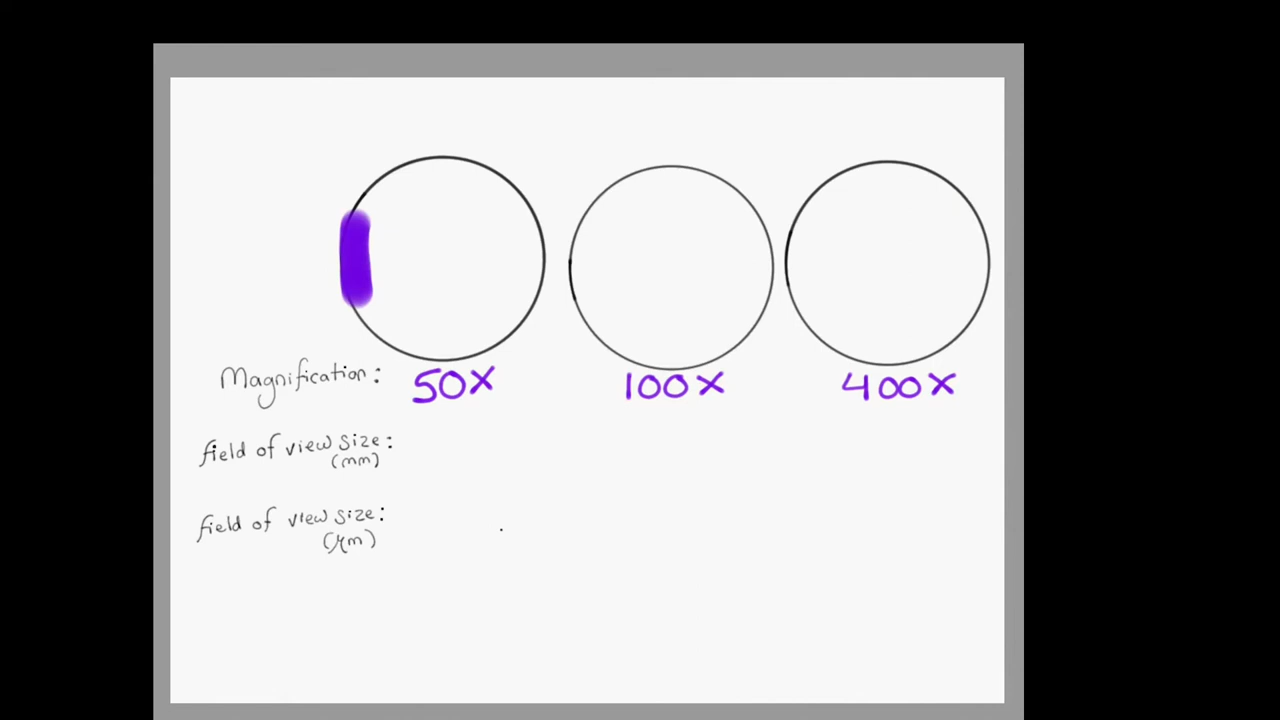 Magnification: 50X 100X 400X
field of view size:
(mm)
field of view size:
(μm)